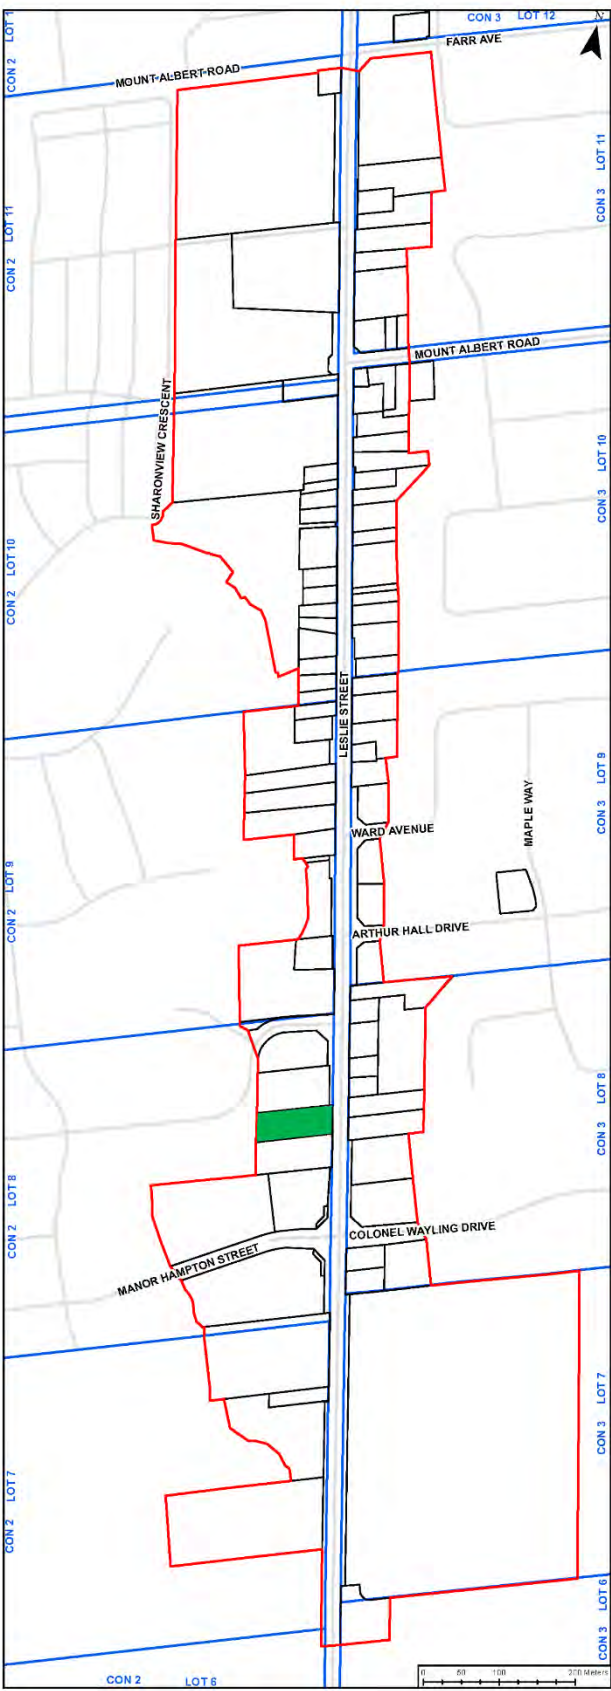 CON 3 LOT 12
N
CON 2 LOT 1
FARR AVE
MOUNT ALBERT ROAD
CON 3 LOT 11
CON 2 LOT 11
MOUNT ALBERT ROAD
SHARONVIEW CRESCENT
CON 3 LOT 10
CON 2 LOT 10
LESLIE STREET
CON 3 LOT 9
MAPLE WAY
WARD AVENUE
CON 2 LOT 9
ARTHUR HALL DRIVE
CON 3 LOT 8
CON 2 LOT 8
COLONEL WAYLING DRIVE
MANOR HAMPTON STREET
CON 3 LOT 7
CON 2 LOT 7
CON 3 LOT 6
CON 2 LOT 6
0 50 100 200 Meters